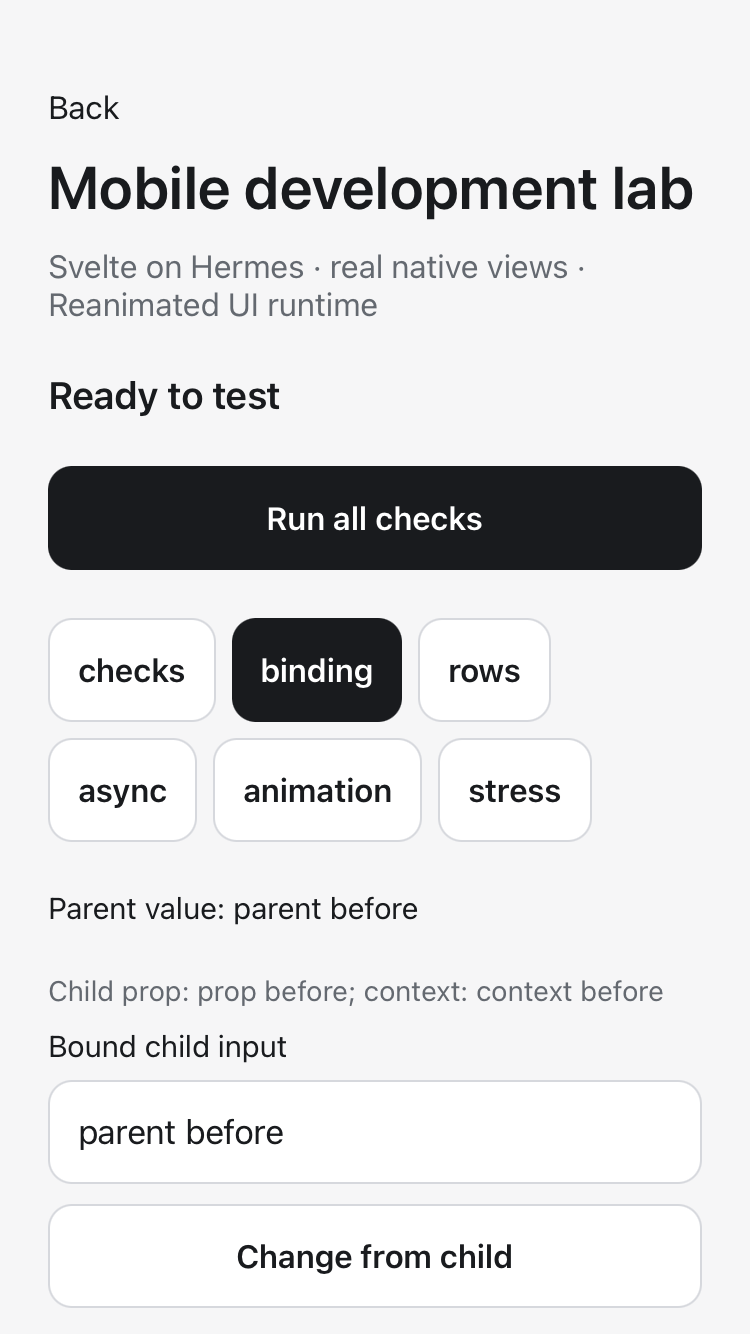 Back
Mobile development lab
Svelte on Hermes · real native views ·
Reanimated UI runtime
Ready to test
Run all checks
checks binding rows
async animation stress
Parent value: parent before
Child prop: prop before; context: context before
Bound child input
parent before
Change from child